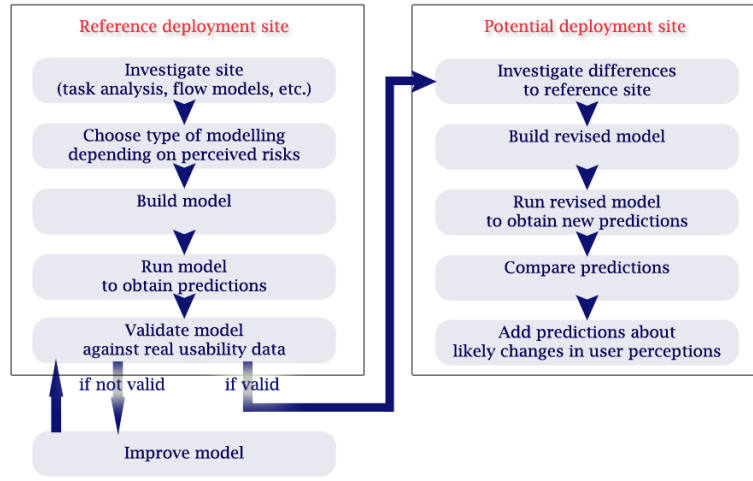 Reference deployment site
Investigate site
(task analysis, flow models, etc.)
Choose type of modelling
depending on perceived risks
Build model
Run model
to obtain predictions
Validate model
against real usability data
if not valid
if valid
Improve model
Potential deployment site
Investigate differences
to reference site
Build revised model
Run revised model
to obtain new predictions
Compare predictions
Add predictions about
likely changes in user perceptions